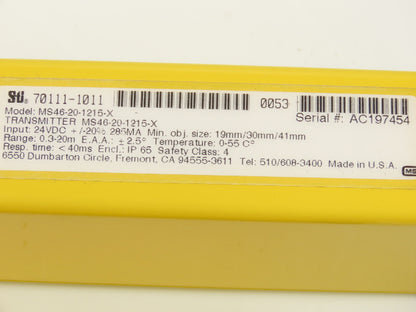 STI 70111-1011 0053 Serial #: AC197454
Model: MS46-20-1215-X
TRANSMITTER MS46-20-1215-X
Input: 24VDC +/-20% 285MA Min. obj. size: 19mm/30mm/41mm
Range: 0.3-20m E.A.A.: ±2.5° Temperature: 0-55 C°
Resp. time: <40ms Encl.: IP 65 Safety Class: 4
6550 Dumbarton Circle, Fremont, CA 94555-3611 Tel: 510/608-3400 Made in U.S.A.